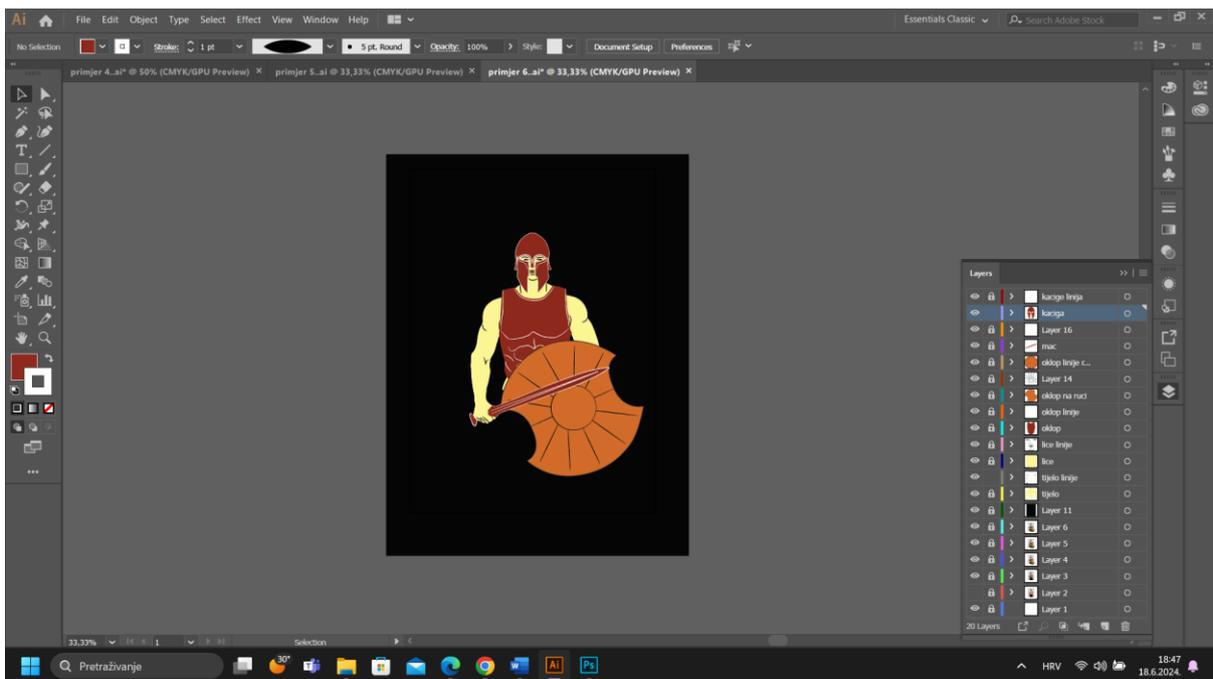 Ai File Edit Object Type Select Effect View Window Help Essentials Classic Search Adobe Stock
No Selection Stroke: 1 pt 5 pt. Round Opacity: 100% Style: Document Setup Preferences
primjer 4..ai* @ 50% (CMYK/GPU Preview) × primjer 5..ai @ 33,33% (CMYK/GPU Preview) × primjer 6..ai* @ 33,33% (CMYK/GPU Preview) ×
Layers
kacige linija
kaciga
Layer 16
mac
oklop linije r...
Layer 14
oklop na ruci
oklop linije
oklop
lice linije
lice
tijelo linije
tijelo
Layer 11
Layer 6
Layer 5
Layer 4
Layer 3
Layer 2
Layer 1
20 Layers
33,33% 1 Selection
Pretraživanje 30° Ai Ps HRV 18:47
18.6.2024.